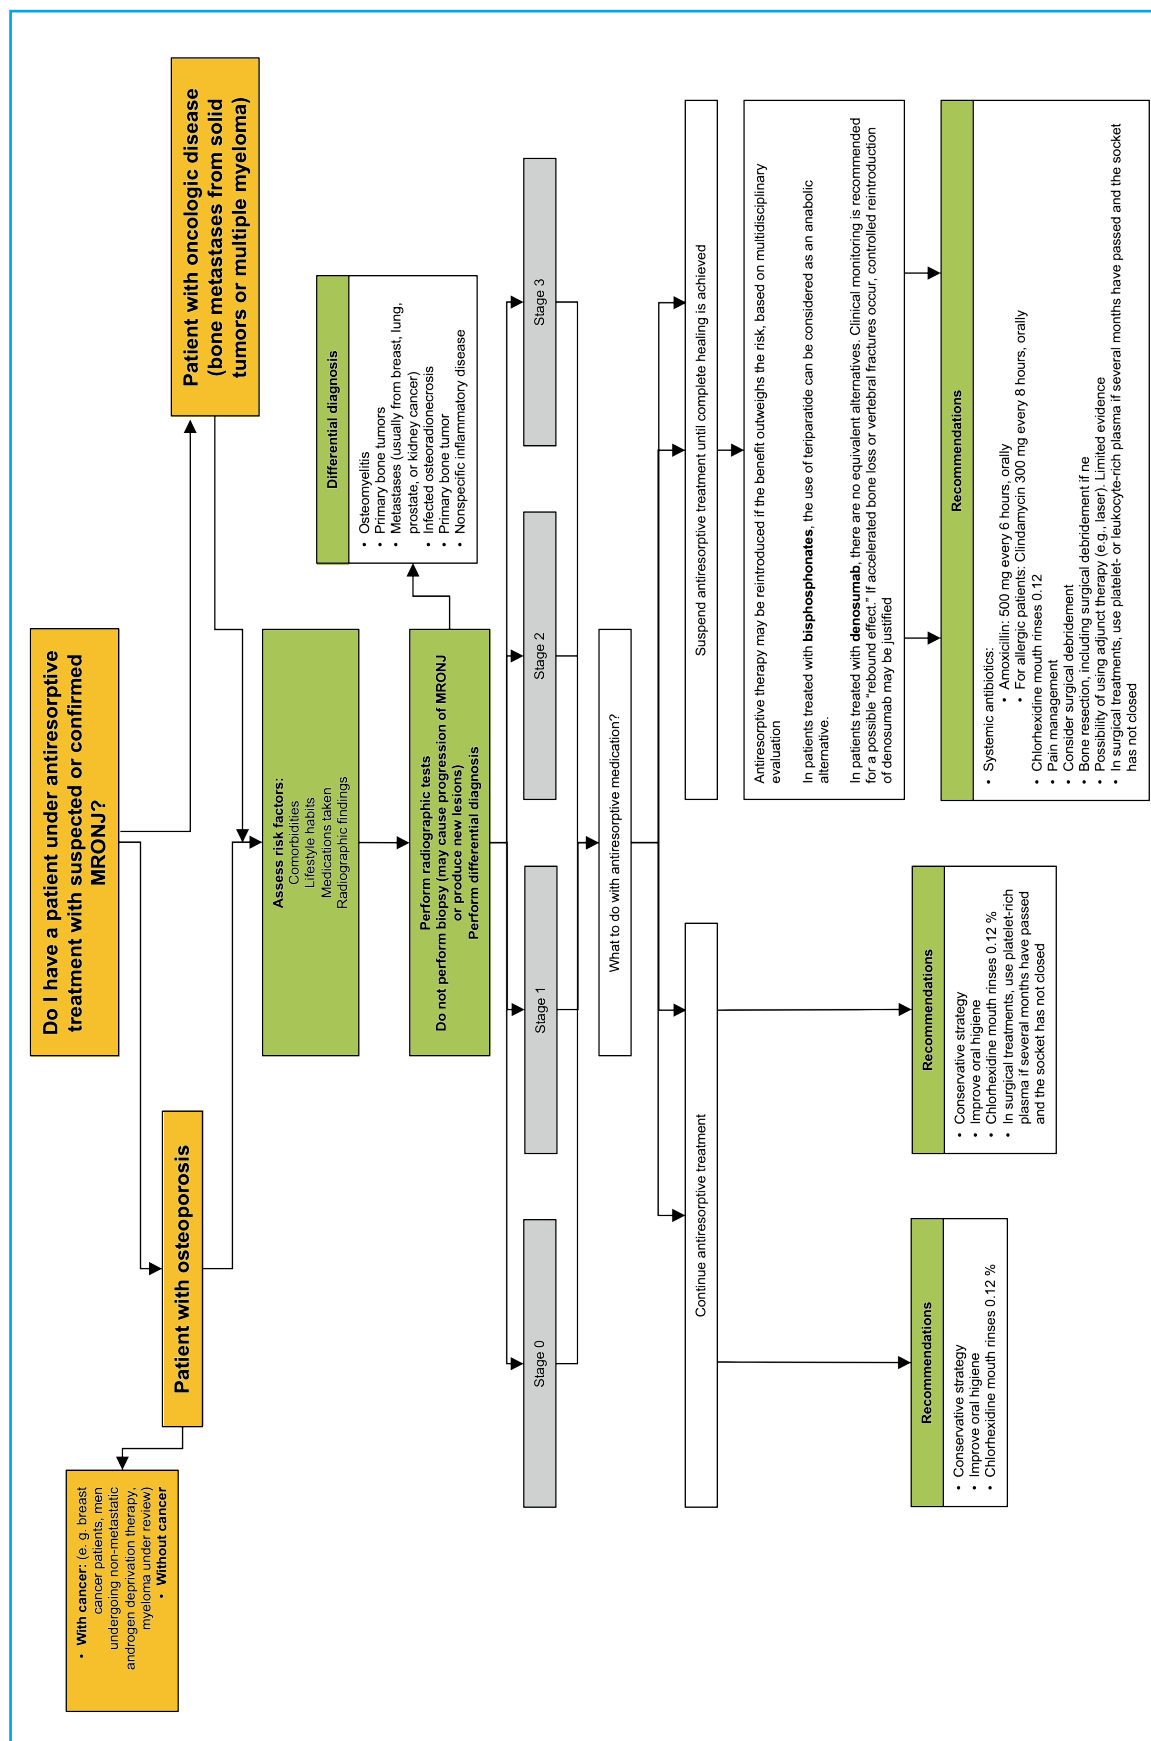 Do I have a patient under antiresorptive
treatment with suspected or confirmed
MRONJ?
• With cancer: (e. g. breast
cancer patients, men
undergoing non-metastatic
androgen deprivation therapy,
myeloma under review)
• Without cancer
Patient with osteoporosis
Patient with oncologic disease
(bone metastases from solid
tumors or multiple myeloma)
Assess risk factors:
Comorbidities
Lifestyle habits
Medications taken
Radiographic findings
Perform radiographic tests
Do not perform biopsy (may cause progression of MRONJ
or produce new lesions)
Perform differential diagnosis
Differential diagnosis
• Osteomyelitis
• Primary bone tumors
• Metastases (usually from breast, lung,
prostate, or kidney cancer)
• Infected osteoradionecrosis
• Primary bone tumor
• Nonspecific inflammatory disease
Stage 0
Stage 1
Stage 2
Stage 3
What to do with antiresorptive medication?
Continue antiresorptive treatment
Suspend antiresorptive treatment until complete healing is achieved
Antiresorptive therapy may be reintroduced if the benefit outweighs the risk, based on multidisciplinary
evaluation
In patients treated with bisphosphonates, the use of teriparatide can be considered as an anabolic
alternative.
In patients treated with denosumab, there are no equivalent alternatives. Clinical monitoring is recommended
for a possible “rebound effect.” If accelerated bone loss or vertebral fractures occur, controlled reintroduction
of denosumab may be justified
Recommendations
• Conservative strategy
• Improve oral higiene
• Chlorhexidine mouth rinses 0.12 %
Recommendations
• Conservative strategy
• Improve oral higiene
• Chlorhexidine mouth rinses 0.12 %
• In surgical treatments, use platelet-rich
plasma if several months have passed
and the socket has not closed
Recommendations
• Systemic antibiotics:
• Amoxicillin: 500 mg every 6 hours, orally
• For allergic patients: Clindamycin 300 mg every 8 hours, orally
• Chlorhexidine mouth rinses 0.12
• Pain management
• Consider surgical debridement
• Bone resection, including surgical debridement if ne
• Possibility of using adjunct therapy (e.g., laser). Limited evidence
• In surgical treatments, use platelet- or leukocyte-rich plasma if several months have passed and the socket
has not closed